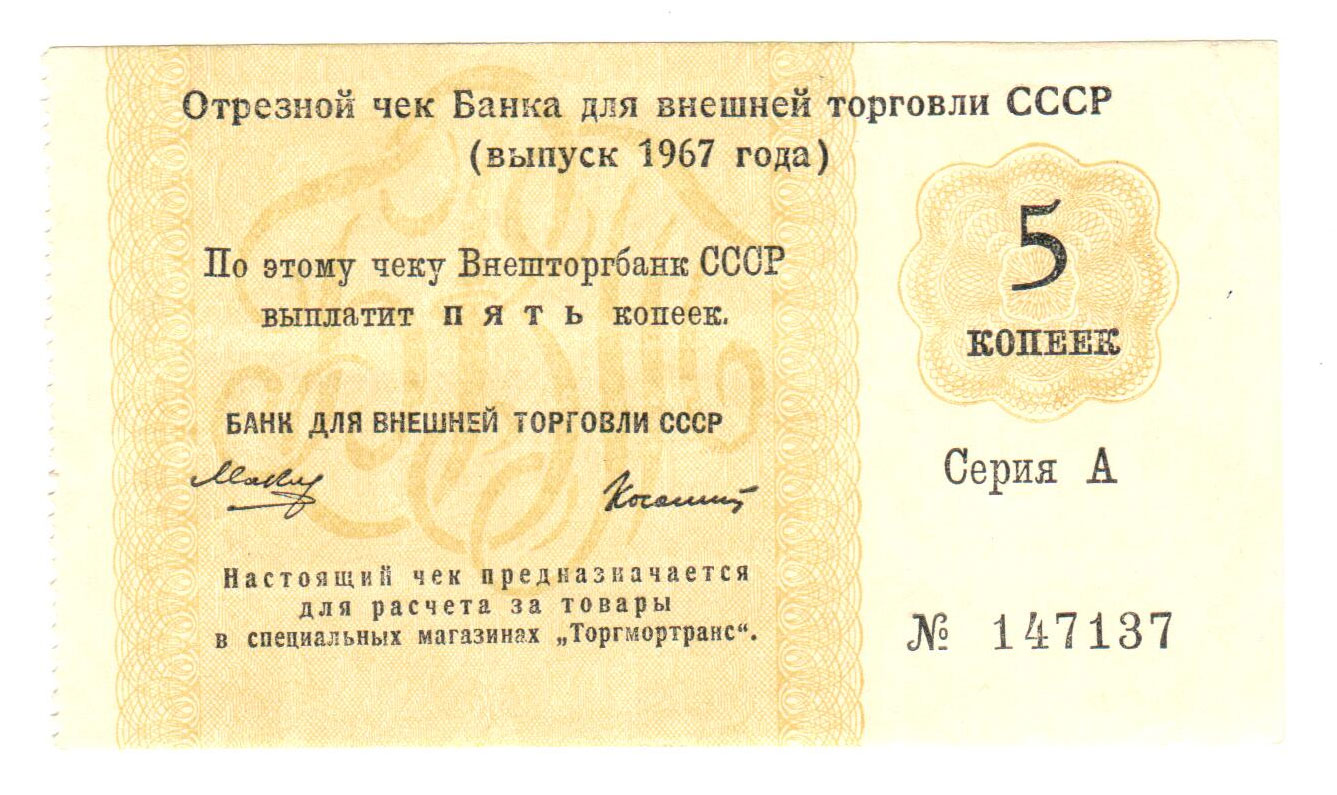 Отрезной чек Банка для внешней торговли СССР
(выпуск 1967 года)
По этому чеку Внешторгбанк СССР
выплатит пять копеек.
5
КОПЕЕК
БАНК ДЛЯ ВНЕШНЕЙ ТОРГОВЛИ СССР
Серия А
Настоящий чек предназначается
для расчета за товары
в специальных магазинах „Торгмортранс“.
№ 147137